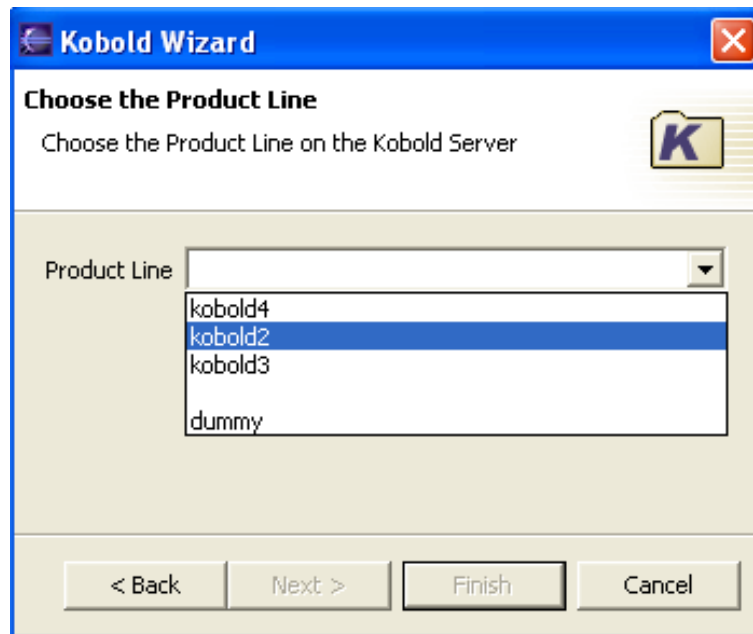 Kobold Wizard
Choose the Product Line
Choose the Product Line on the Kobold Server
K
Product Line
kobold4
kobold2
kobold3
dummy
< Back Next > Finish Cancel